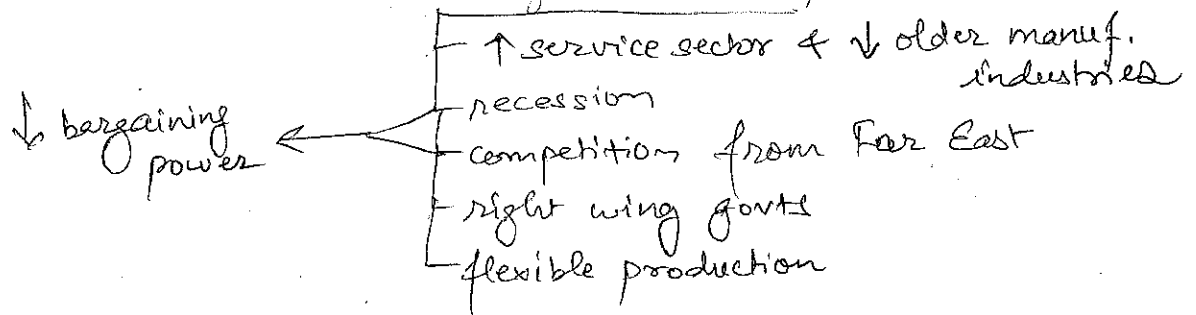 ↑ service sector & ↓ older manuf.
industries
- recession
↓ bargaining
power
- competition from Far East
- right wing govts
- flexible production